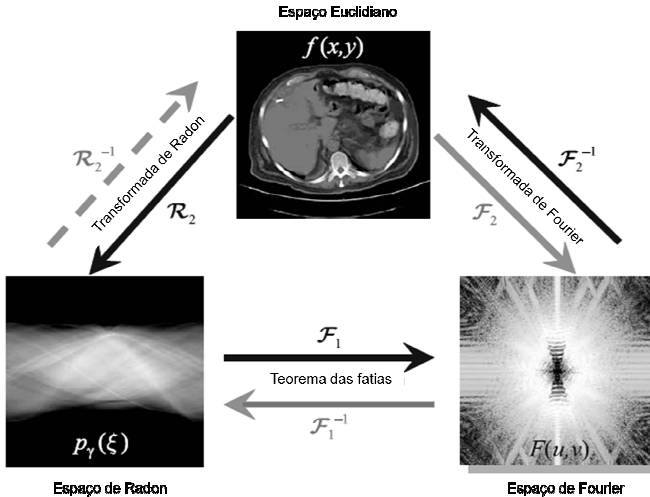 Espaço Euclidiano
f(x,y)
ℛ₂⁻¹
Transformada de Radon
ℛ₂
ℱ₂⁻¹
Transformada de Fourier
ℱ₂
ℱ₁
Teorema das fatias
ℱ₁⁻¹
pᵧ(ξ)
F(u,v)
Espaço de Radon
Espaço de Fourier